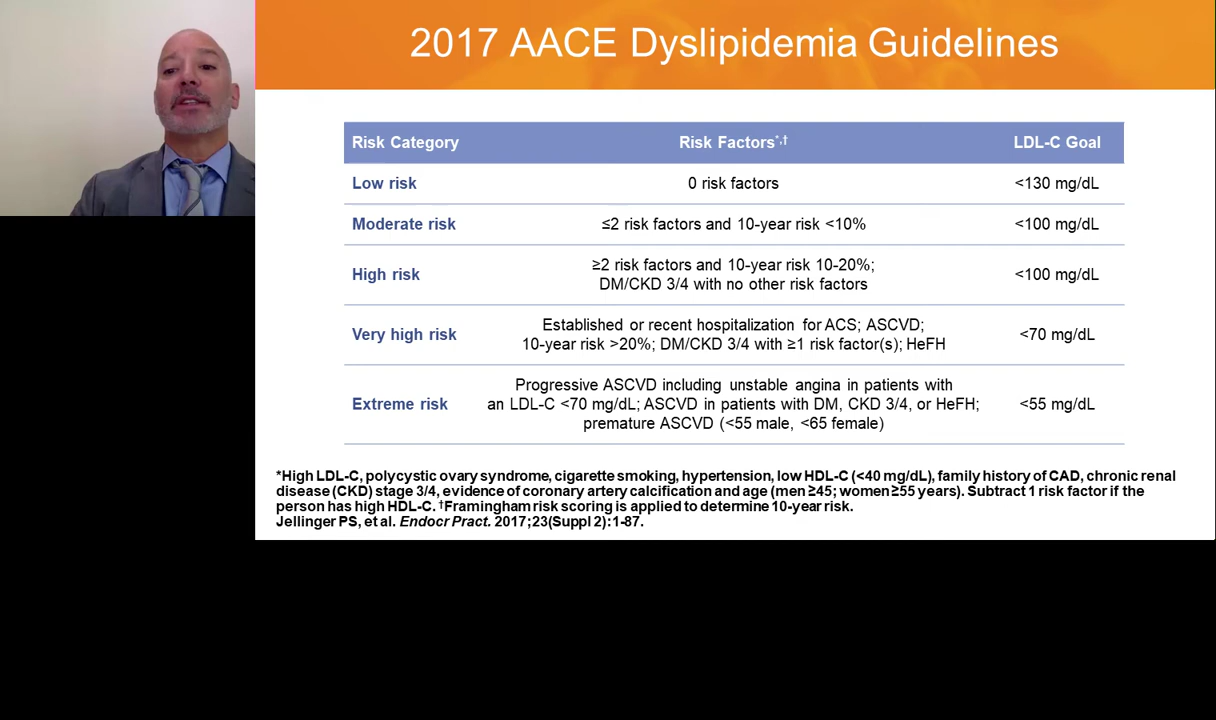 2017 AACE Dyslipidemia Guidelines
Risk Category Risk Factors*,† LDL-C Goal
Low risk 0 risk factors <130 mg/dL
Moderate risk ≤2 risk factors and 10-year risk <10% <100 mg/dL
High risk ≥2 risk factors and 10-year risk 10-20%;
DM/CKD 3/4 with no other risk factors <100 mg/dL
Very high risk Established or recent hospitalization for ACS; ASCVD;
10-year risk >20%; DM/CKD 3/4 with ≥1 risk factor(s); HeFH <70 mg/dL
Extreme risk Progressive ASCVD including unstable angina in patients with
an LDL-C <70 mg/dL; ASCVD in patients with DM, CKD 3/4, or HeFH;
premature ASCVD (<55 male, <65 female) <55 mg/dL
*High LDL-C, polycystic ovary syndrome, cigarette smoking, hypertension, low HDL-C (<40 mg/dL), family history of CAD, chronic renal
disease (CKD) stage 3/4, evidence of coronary artery calcification and age (men ≥45; women ≥55 years). Subtract 1 risk factor if the
person has high HDL-C. †Framingham risk scoring is applied to determine 10-year risk.
Jellinger PS, et al. Endocr Pract. 2017;23(Suppl 2):1-87.